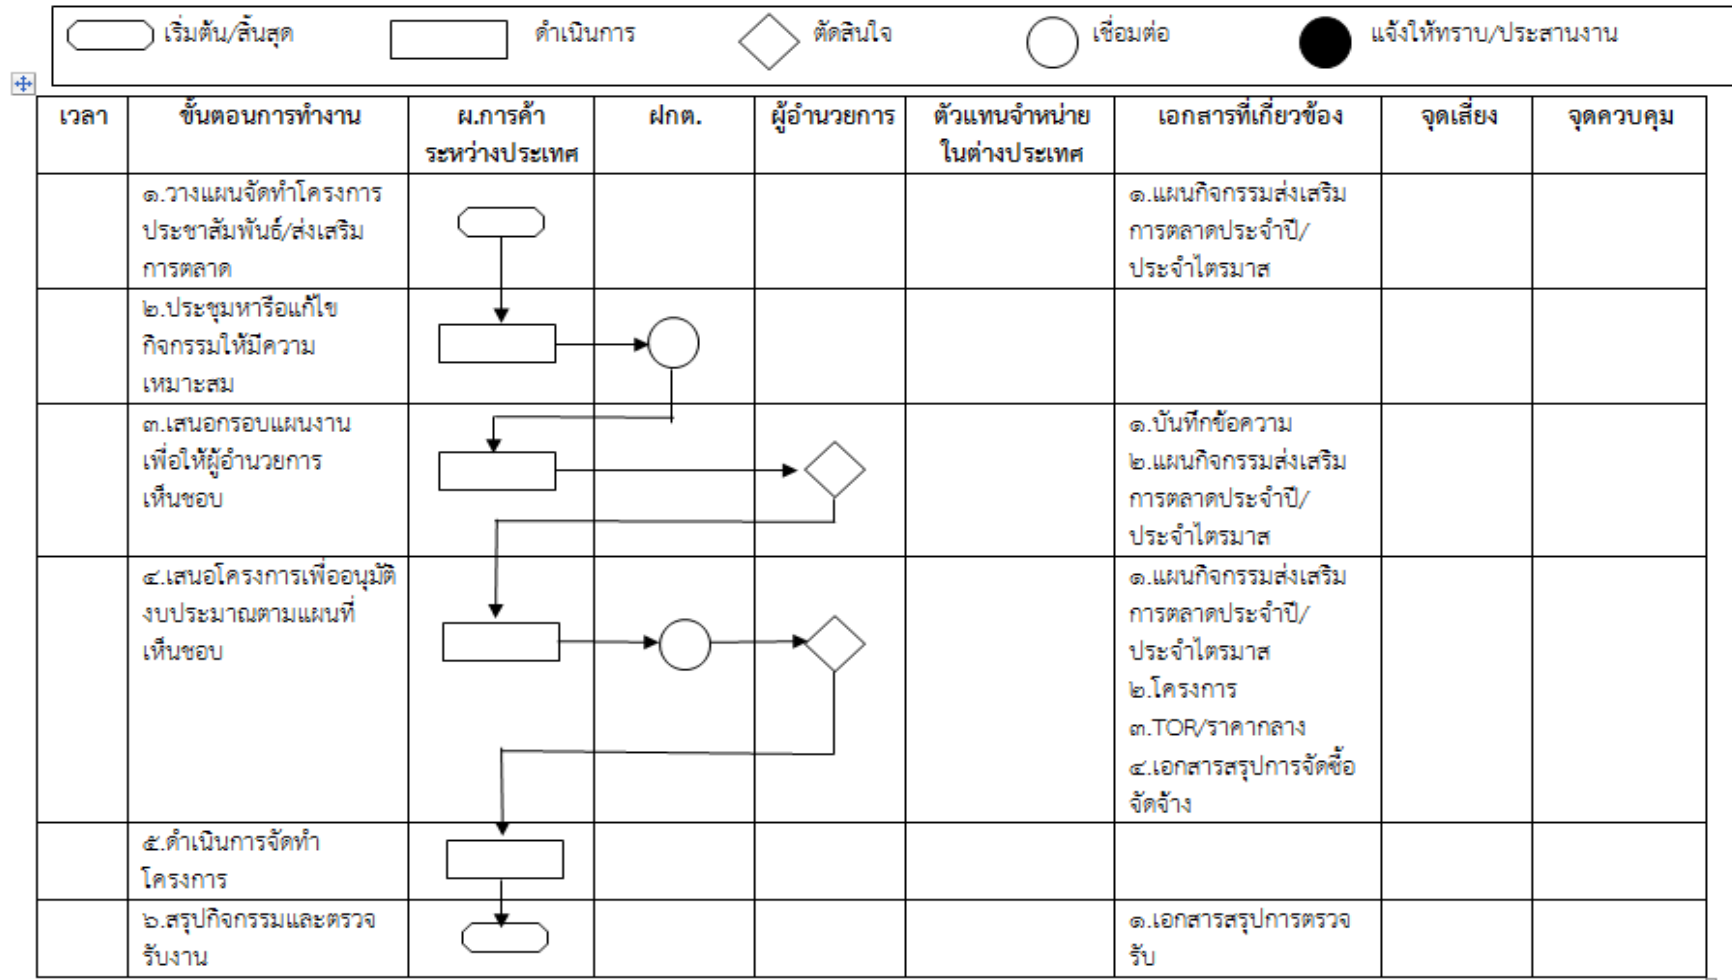 เริ่มต้น/สิ้นสุด ดำเนินการ ตัดสินใจ เชื่อมต่อ แจ้งให้ทราบ/ประสานงาน
เวลา ขั้นตอนการทำงาน ผ.การค้า ฝกต. ผู้อำนวยการ ตัวแทนจำหน่าย เอกสารที่เกี่ยวข้อง จุดเสี่ยง จุดควบคุม
ระหว่างประเทศ ในต่างประเทศ
๑.วางแผนจัดทำโครงการ
ประชาสัมพันธ์/ส่งเสริม
การตลาด
๑.แผนกิจกรรมส่งเสริม
การตลาดประจำปี/
ประจำไตรมาส
๒.ประชุมหารือแก้ไข
กิจกรรมให้มีความ
เหมาะสม
๓.เสนอกรอบแผนงาน
เพื่อให้ผู้อำนวยการ
เห็นชอบ
๑.บันทึกข้อความ
๒.แผนกิจกรรมส่งเสริม
การตลาดประจำปี/
ประจำไตรมาส
๔.เสนอโครงการเพื่ออนุมัติ
งบประมาณตามแผนที่
เห็นชอบ
๑.แผนกิจกรรมส่งเสริม
การตลาดประจำปี/
ประจำไตรมาส
๒.โครงการ
๓.TOR/ราคากลาง
๔.เอกสารสรุปการจัดซื้อ
จัดจ้าง
๕.ดำเนินการจัดทำ
โครงการ
๖.สรุปกิจกรรมและตรวจ
รับงาน
๑.เอกสารสรุปการตรวจ
รับ